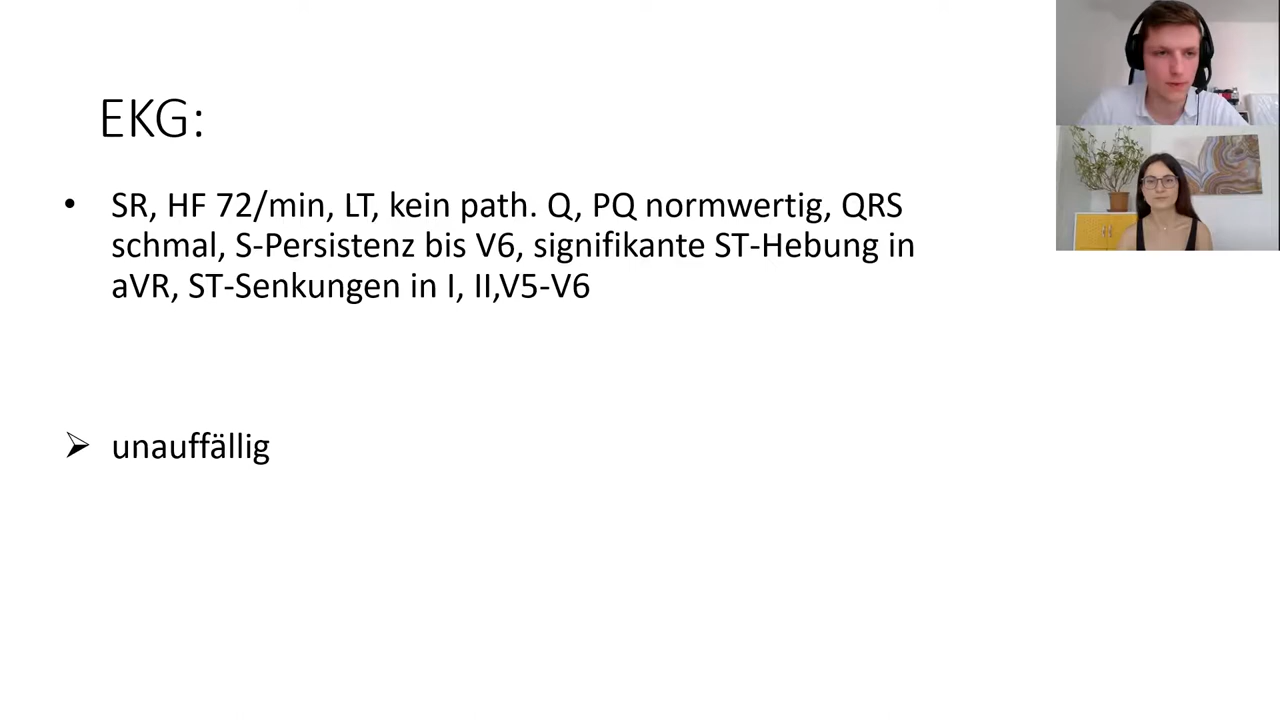 EKG:
• SR, HF 72/min, LT, kein path. Q, PQ normwertig, QRS
schmal, S-Persistenz bis V6, signifikante ST-Hebung in
aVR, ST-Senkungen in I, II,V5-V6
➢ unauffällig